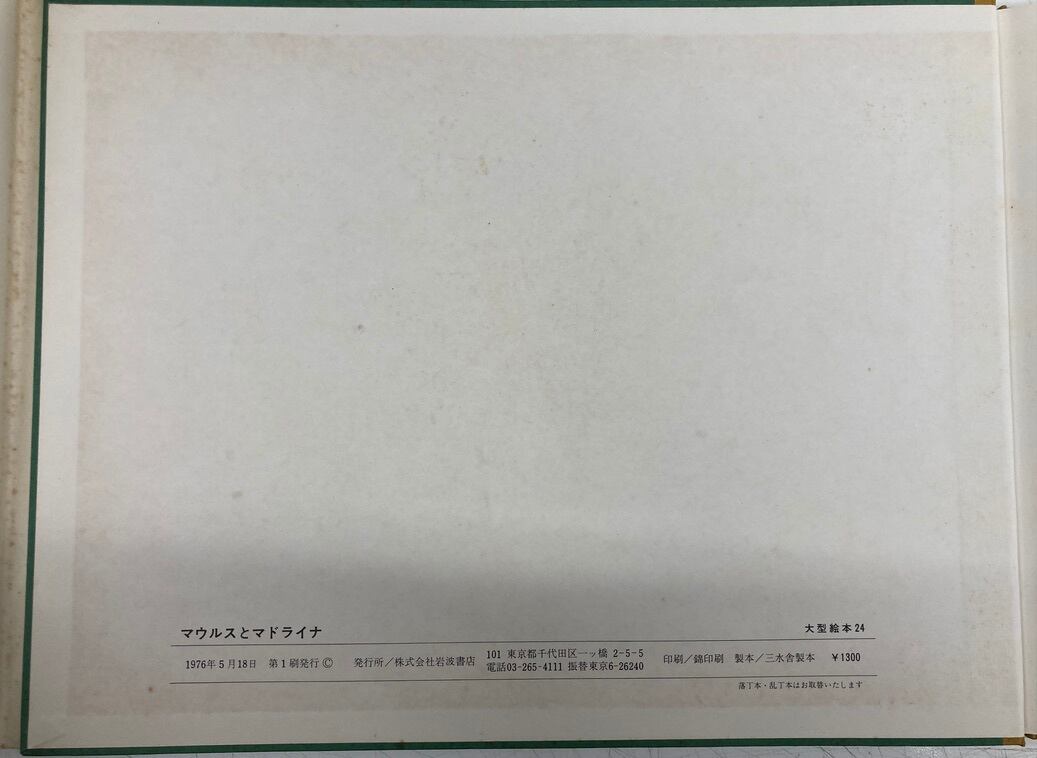 マウルスとマドライナ
大型絵本24
1976年5月18日 第1刷発行 Ⓒ 発行所/株式会社岩波書店 101 東京都千代田区一ッ橋 2-5-5 印刷/錦印刷 製本/三水舎製本 ¥1300
電話03-265-4111 振替東京6-26240
落丁本・乱丁本はお取替いたします